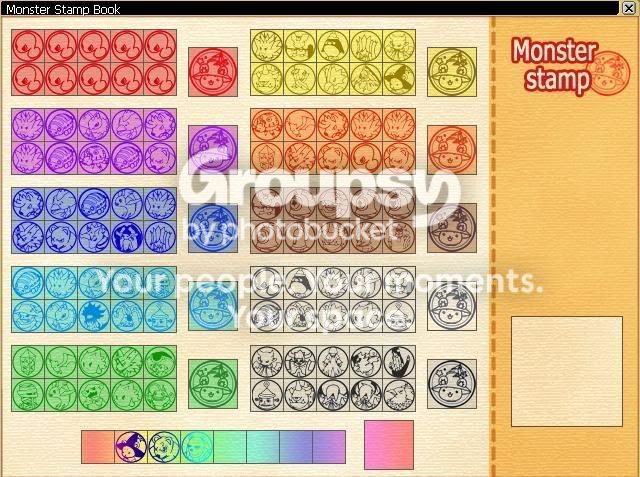 Monster Stamp Book
Monster
stamp
Groupsy
by photobucket
Your people. Your moments.
Your space.